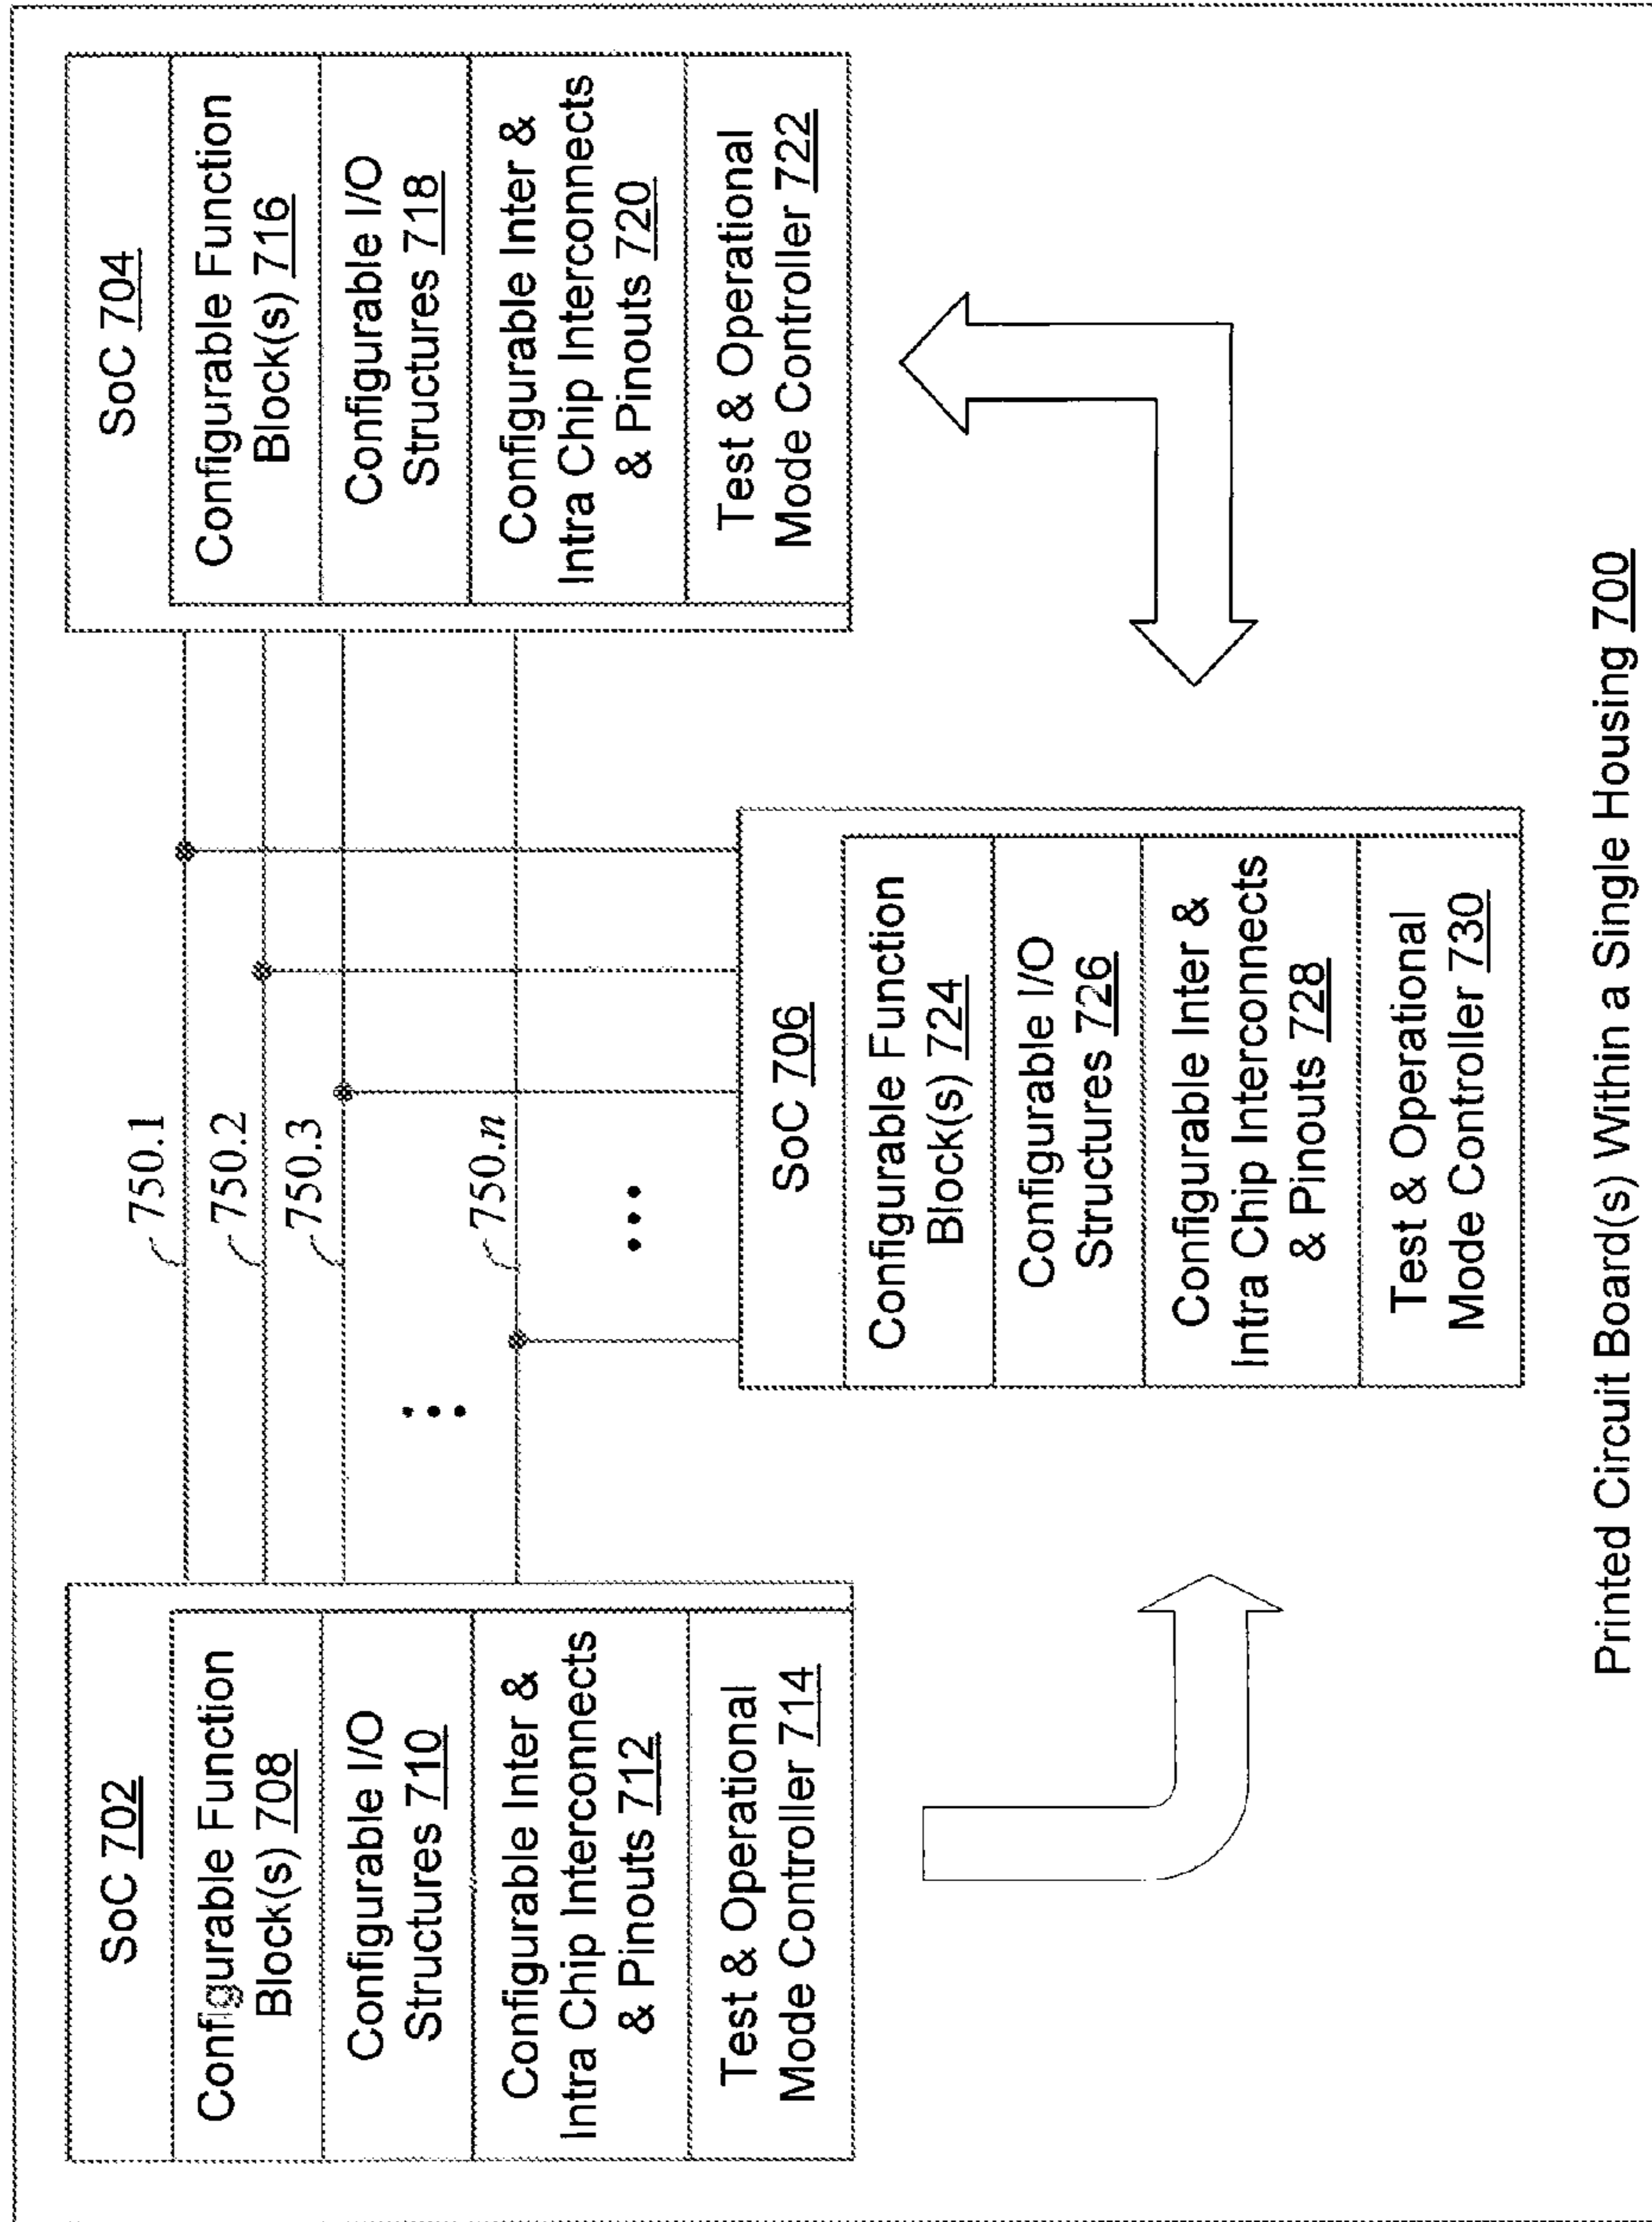 SoC 702
Configurable Function
Block(s) 708
Configurable I/O
Structures 710
Configurable Inter &
Intra Chip Interconnects
& Pinouts 712
Test & Operational
Mode Controller 714
750.1
750.2
750.3
750.n
SoC 704
Configurable Function
Block(s) 716
Configurable I/O
Structures 718
Configurable Inter &
Intra Chip Interconnects
& Pinouts 720
Test & Operational
Mode Controller 722
SoC 706
Configurable Function
Block(s) 724
Configurable I/O
Structures 726
Configurable Inter &
Intra Chip Interconnects
& Pinouts 728
Test & Operational
Mode Controller 730
Printed Circuit Board(s) Within a Single Housing 700